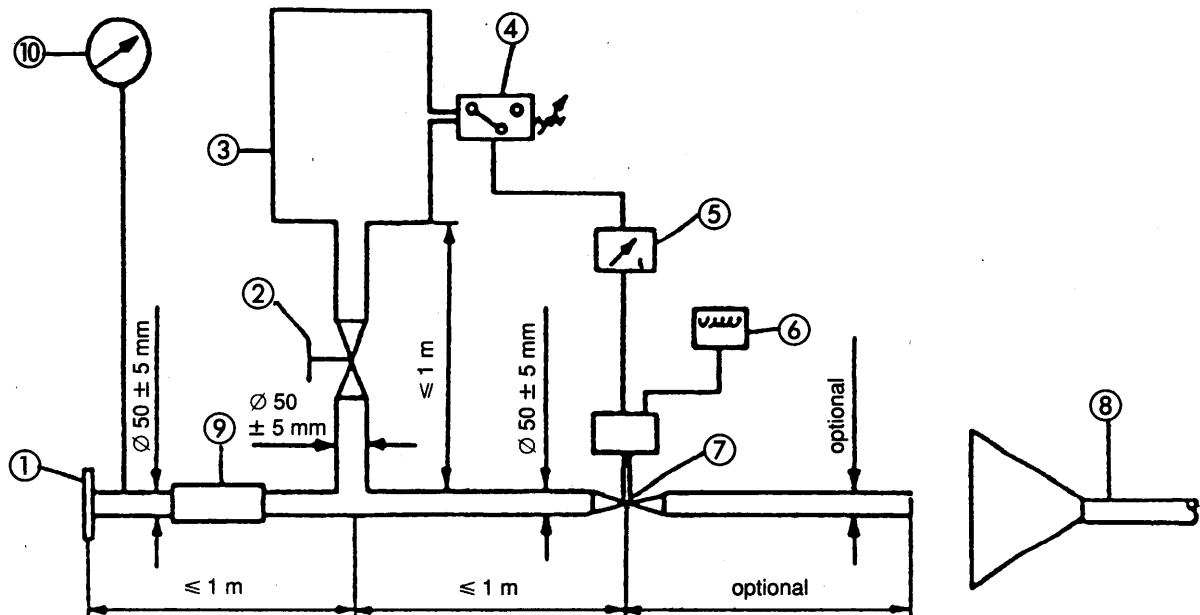 ⑩
④
③
⑤
②
⑥
Ø 50 ± 5 mm
≤ 1 m
Ø 50 ± 5 mm
optional
Ø 50
± 5 mm
⑧
⑨
⑦
①
≤ 1 m
≤ 1 m
optional